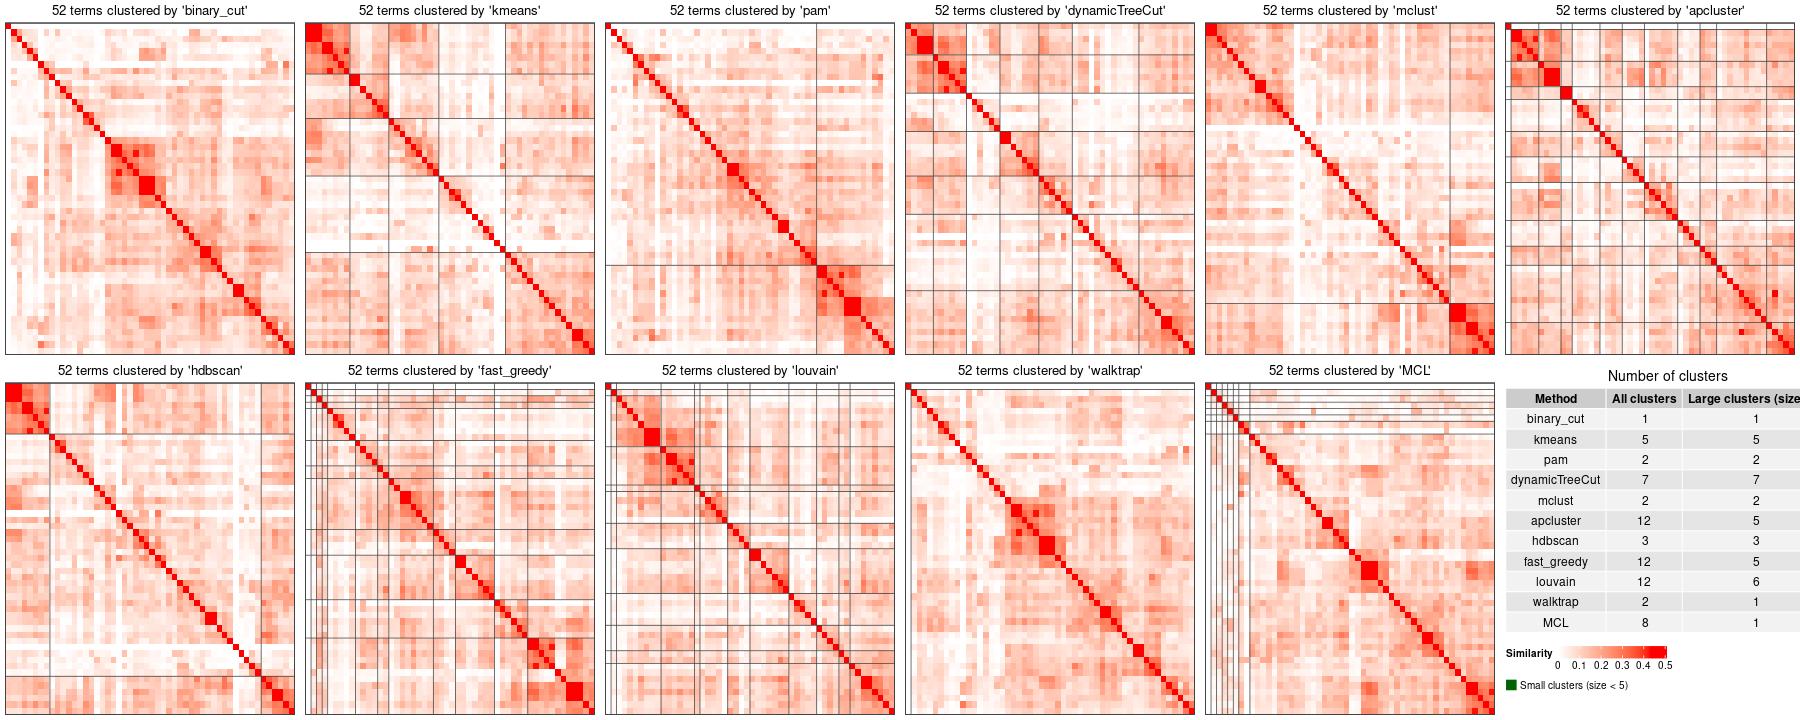 52 terms clustered by 'binary_cut'
52 terms clustered by 'kmeans'
52 terms clustered by 'pam'
52 terms clustered by 'dynamicTreeCut'
52 terms clustered by 'mclust'
52 terms clustered by 'apcluster'
52 terms clustered by 'hdbscan'
52 terms clustered by 'fast_greedy'
52 terms clustered by 'louvain'
52 terms clustered by 'walktrap'
52 terms clustered by 'MCL'
Number of clusters
Method All clusters Large clusters (size
binary_cut 1 1
kmeans 5 5
pam 2 2
dynamicTreeCut 7 7
mclust 2 2
apcluster 12 5
hdbscan 3 3
fast_greedy 12 5
louvain 12 6
walktrap 2 1
MCL 8 1
Similarity
0 0.1 0.2 0.3 0.4 0.5
Small clusters (size < 5)